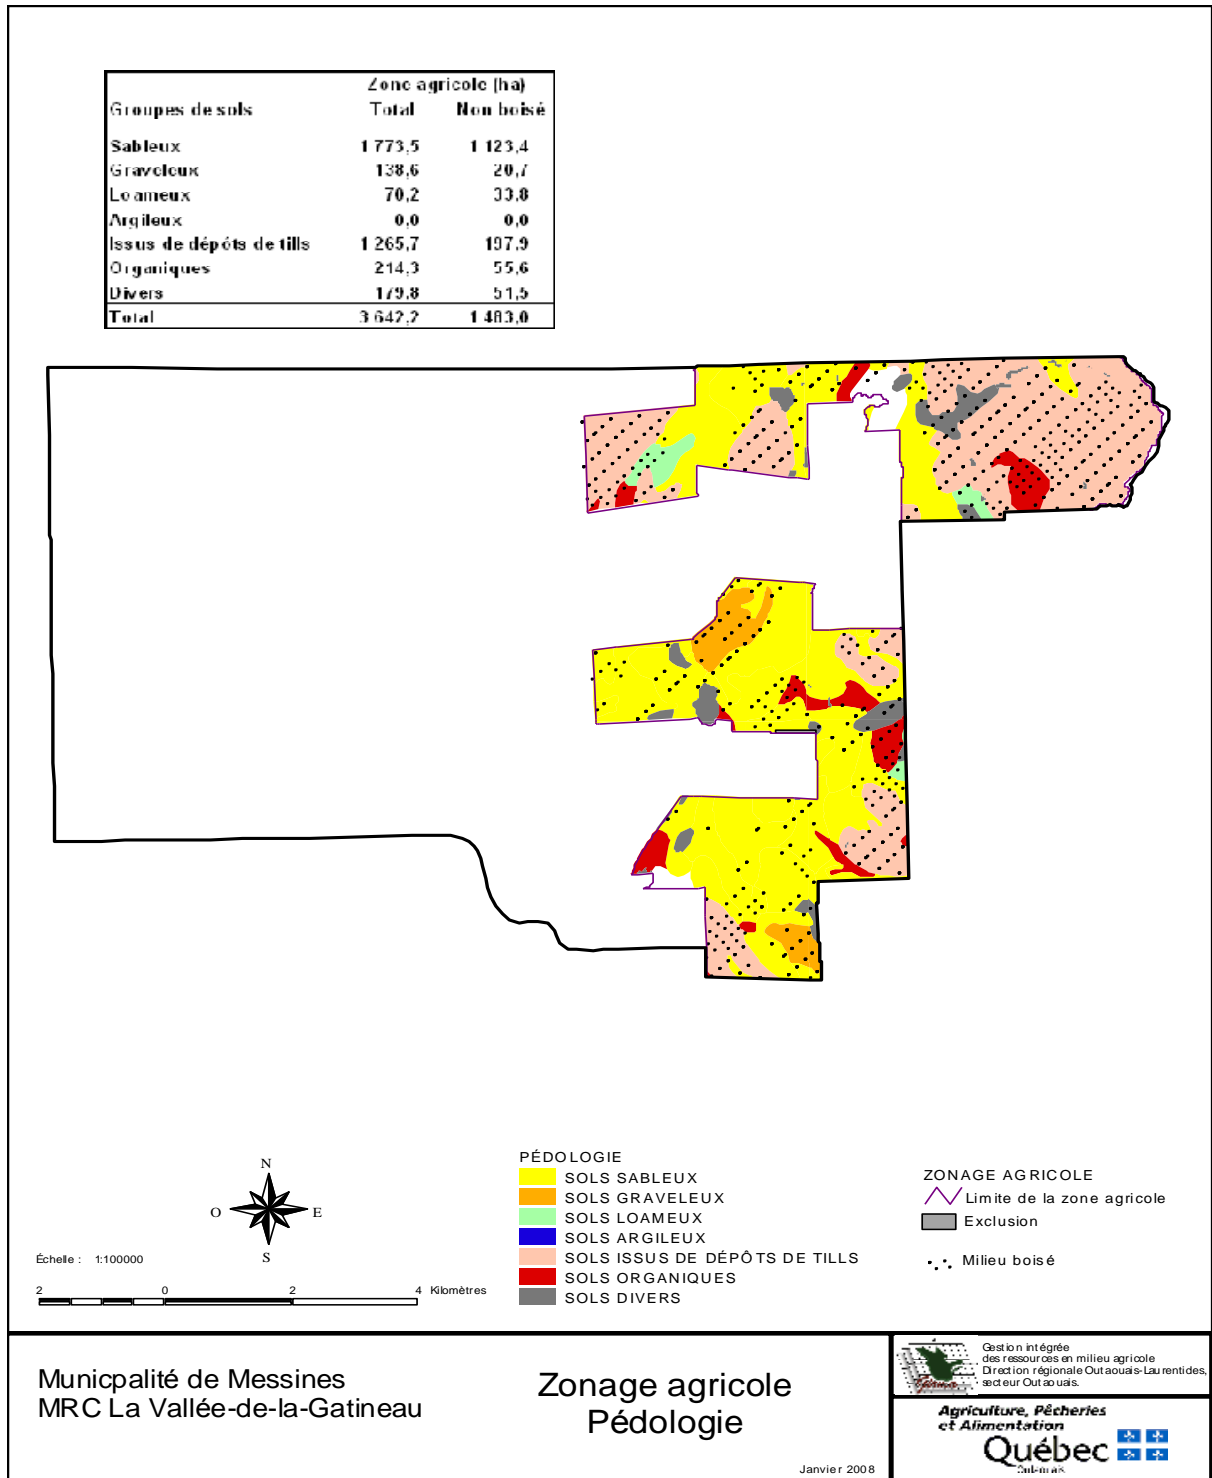 Zone agricole (ha)
Groupes de sols Total Non boisé
Sableux 1 773,5 1 123,4
Graveleux 138,6 20,7
Loameux 70,2 33,8
Argileux 0,0 0,0
Issus de dépôts de tills 1 265,7 197,9
Organiques 214,3 55,6
Divers 179,8 51,5
Total 3 642,2 1 483,0
N
O E
S
Échelle : 1:100000
2 0 2 4 Kilomètres
PÉDOLOGIE
SOLS SABLEUX
SOLS GRAVELEUX
SOLS LOAMEUX
SOLS ARGILEUX
SOLS ISSUS DE DÉPÔTS DE TILLS
SOLS ORGANIQUES
SOLS DIVERS
ZONAGE AGRICOLE
Limite de la zone agricole
Exclusion
Milieu boisé
Municpalité de Messines
MRC La Vallée-de-la-Gatineau
Zonage agricole
Pédologie
Janvier 2008
Gestion intégrée
des ressources en milieu agricole
Direction régionale Outaouais-Laurentides,
secteur Outaouais.
Agriculture, Pêcheries
et Alimentation
Québec
Outaouais